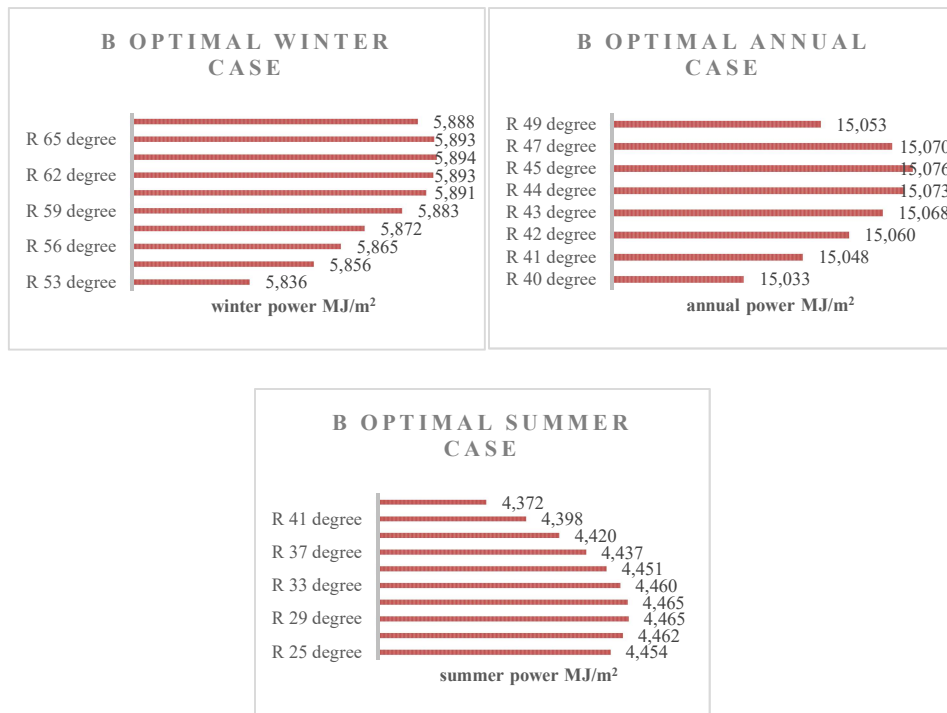 B OPTIMAL WINTER
CASE
5,888
R 65 degree 5,893
5,894
R 62 degree 5,893
5,891
R 59 degree 5,883
5,872
R 56 degree 5,865
5,856
R 53 degree 5,836
winter power MJ/m²
B OPTIMAL ANNUAL
CASE
R 49 degree 15,053
R 47 degree 15,070
R 45 degree 15,076
R 44 degree 15,073
R 43 degree 15,068
R 42 degree 15,060
R 41 degree 15,048
R 40 degree 15,033
annual power MJ/m²
B OPTIMAL SUMMER
CASE
4,372
R 41 degree 4,398
4,420
R 37 degree 4,437
4,451
R 33 degree 4,460
4,465
R 29 degree 4,465
4,462
R 25 degree 4,454
summer power MJ/m²